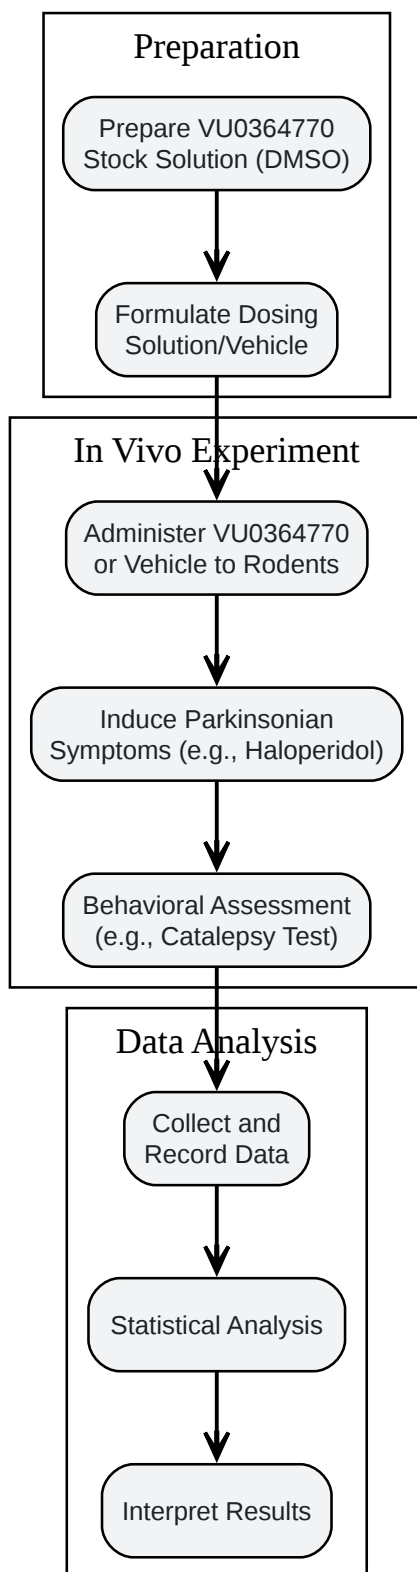 Preparation
Prepare VU0364770
Stock Solution (DMSO)
Formulate Dosing
Solution/Vehicle
In Vivo Experiment
Administer VU0364770
or Vehicle to Rodents
Induce Parkinsonian
Symptoms (e.g., Haloperidol)
Behavioral Assessment
(e.g., Catalepsy Test)
Data Analysis
Collect and
Record Data
Statistical Analysis
Interpret Results